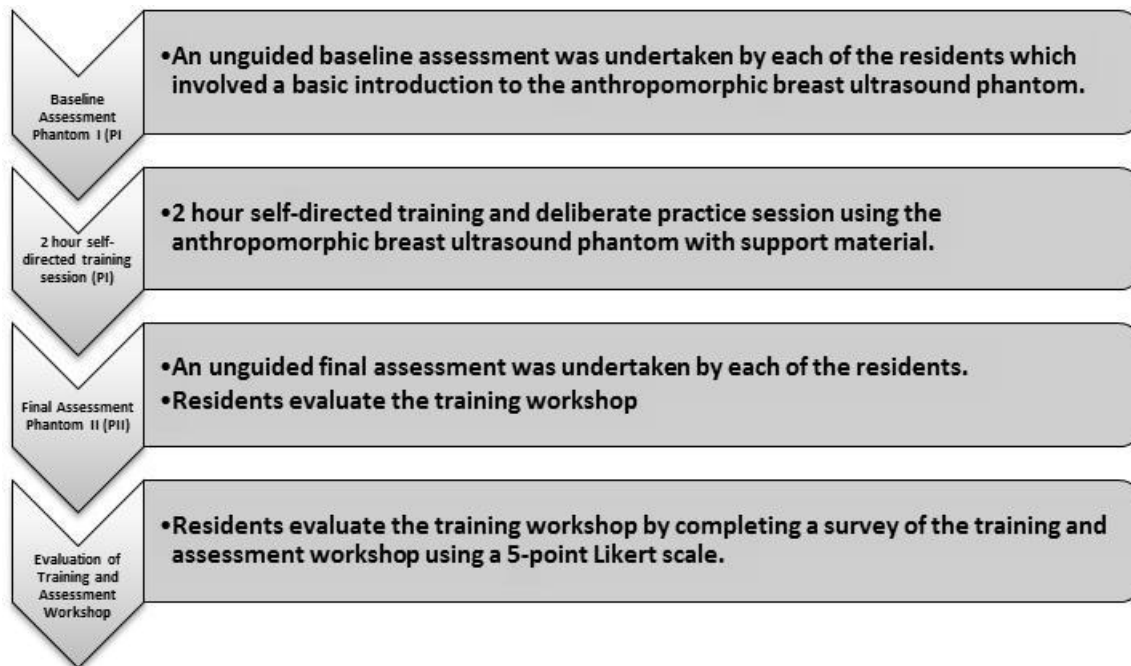 Baseline
Assessment
Phantom I (PI
•An unguided baseline assessment was undertaken by each of the residents which
involved a basic introduction to the anthropomorphic breast ultrasound phantom.
2 hour self-
directed training
session (PI)
•2 hour self-directed training and deliberate practice session using the
anthropomorphic breast ultrasound phantom with support material.
Final Assessment
Phantom II (PII)
•An unguided final assessment was undertaken by each of the residents.
•Residents evaluate the training workshop
Evaluation of
Training and
Assessment
Workshop
•Residents evaluate the training workshop by completing a survey of the training and
assessment workshop using a 5-point Likert scale.